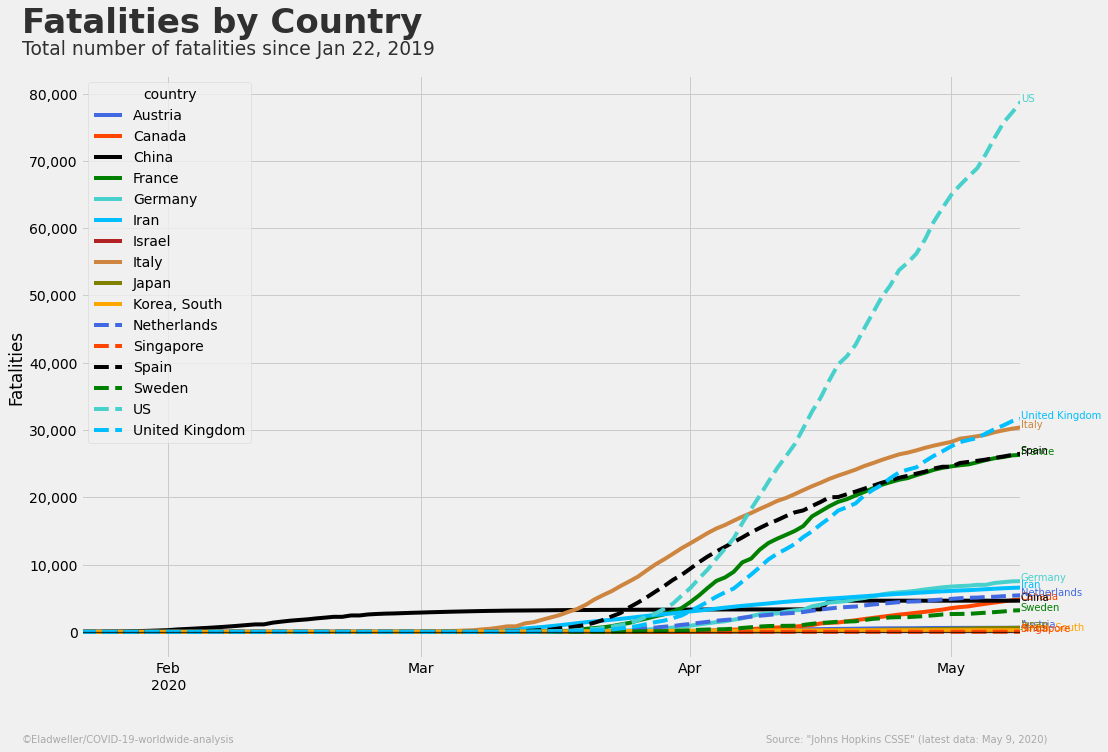 Fatalities by Country
Total number of fatalities since Jan 22, 2019
80,000
70,000
60,000
50,000
40,000
30,000
20,000
10,000
0
Fatalities
country
Austria
Canada
China
France
Germany
Iran
Israel
Italy
Japan
Korea, South
Netherlands
Singapore
Spain
Sweden
US
United Kingdom
US
United Kingdom
Italy
Spain
France
Germany
Iran
Netherlands
China
Sweden
Austria
Singapore
Feb
2020
Mar
Apr
May
©Eladweller/COVID-19-worldwide-analysis
Source: "Johns Hopkins CSSE" (latest data: May 9, 2020)